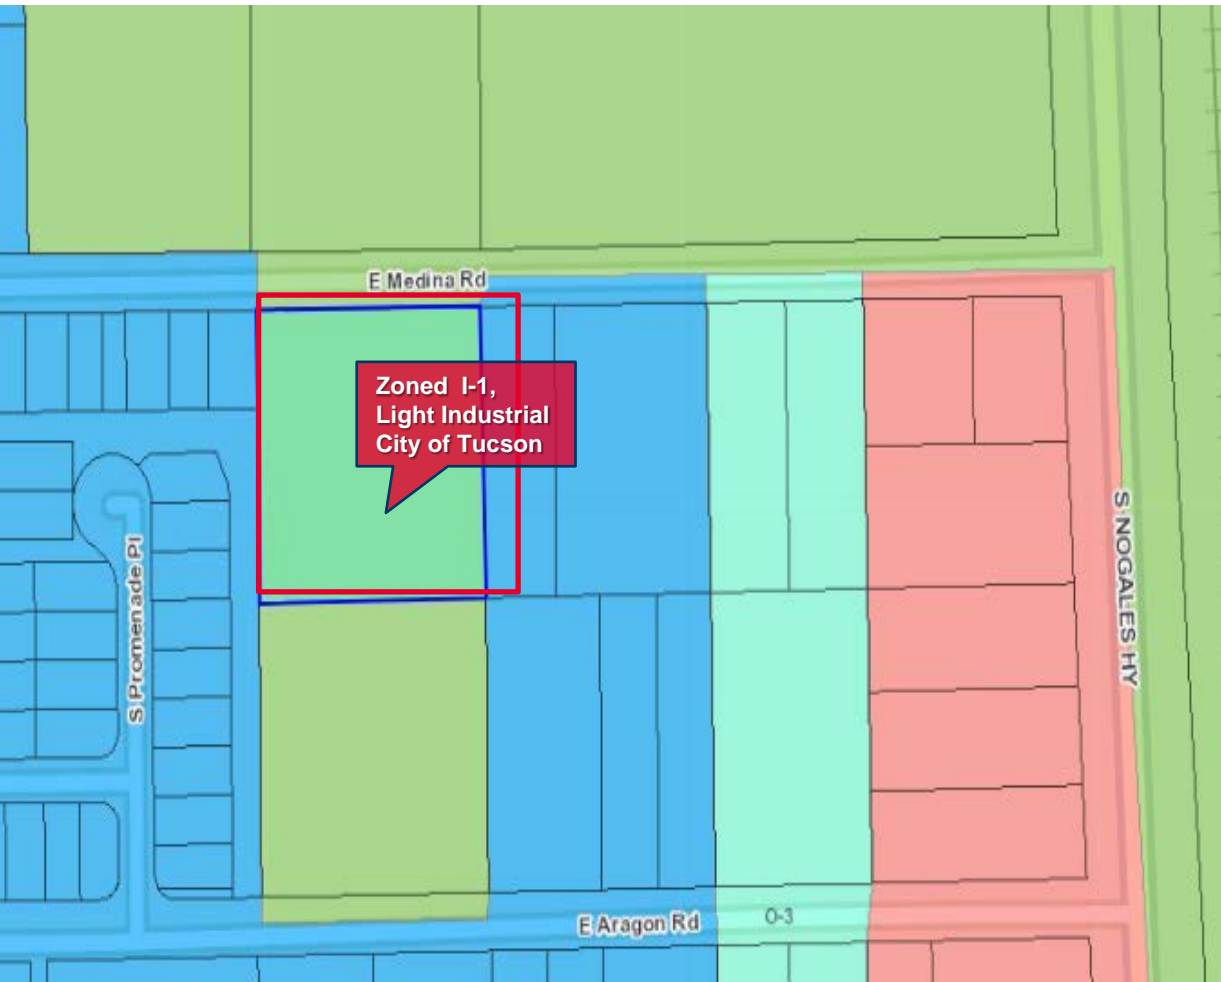 E Medina Rd
Zoned I-1,
Light Industrial
City of Tucson
S Promenade Pl
S NOGALES HY
E Aragon Rd
O-3